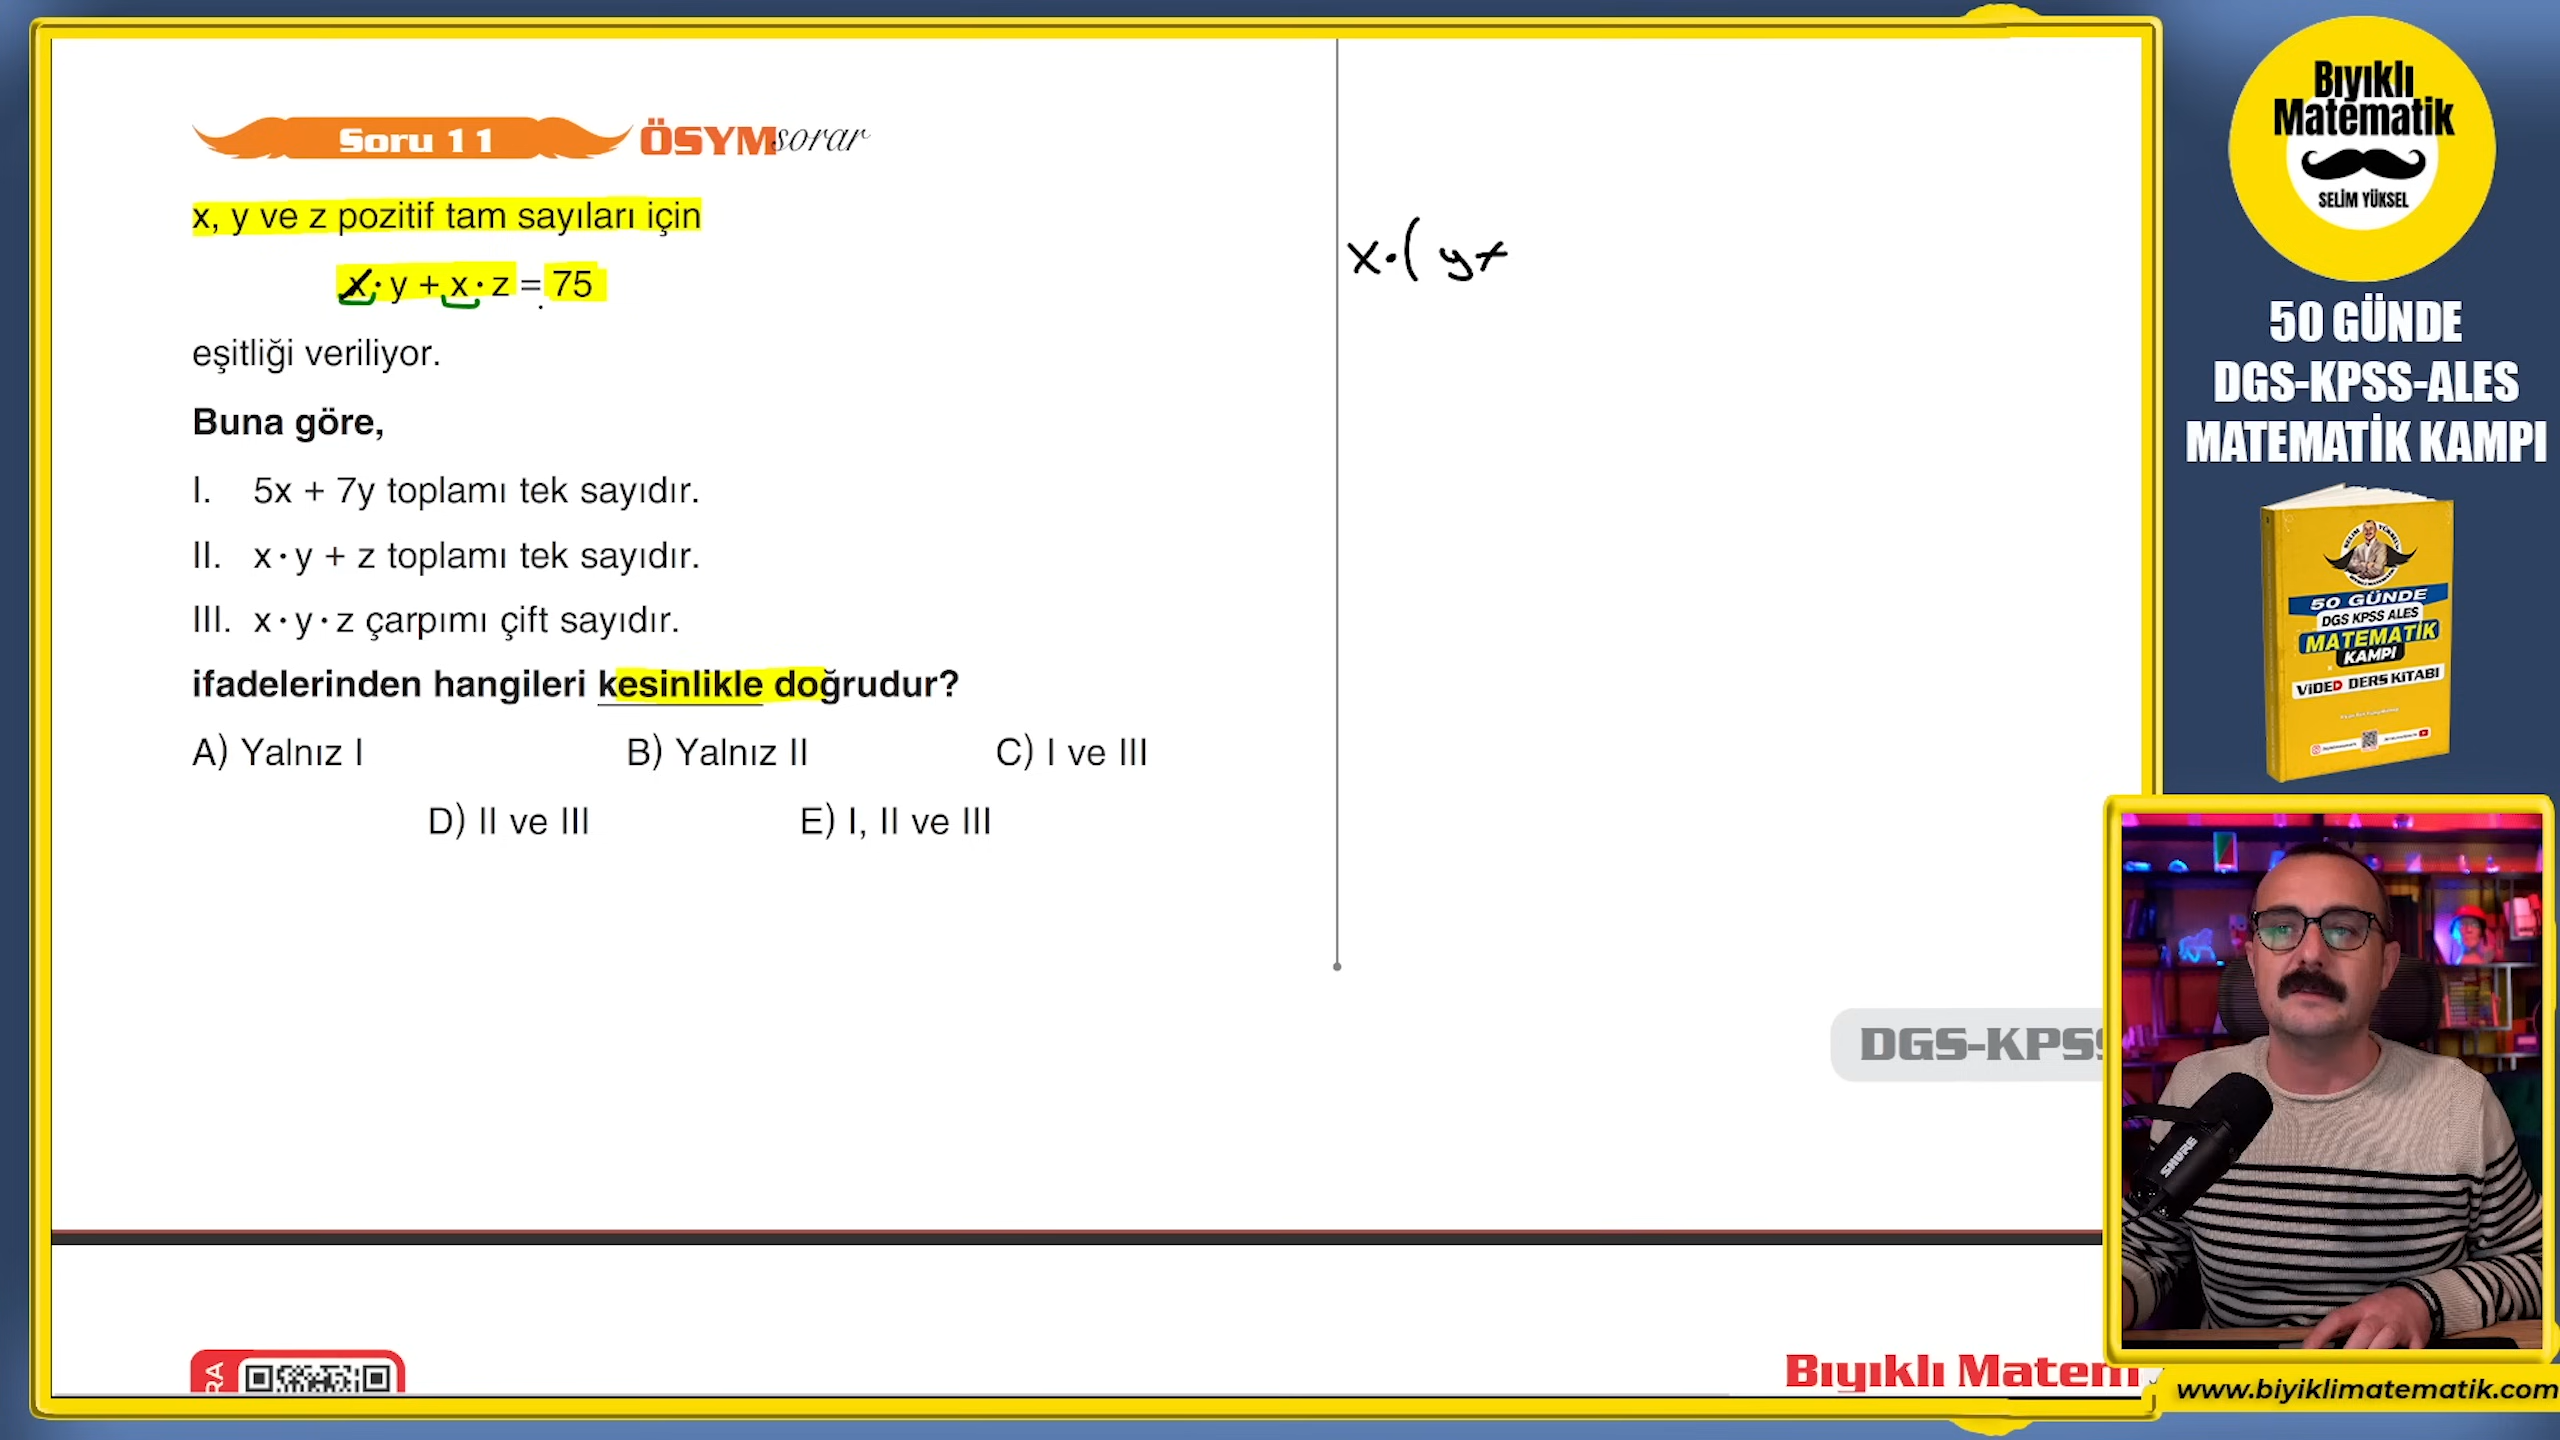 Soru 11 ÖSYM sorar
x, y ve z pozitif tam sayıları için
x · y + x · z = 75
eşitliği veriliyor.
Buna göre,
I. 5x + 7y toplamı tek sayıdır.
II. x · y + z toplamı tek sayıdır.
III. x · y · z çarpımı çift sayıdır.
ifadelerinden hangileri kesinlikle doğrudur?
A) Yalnız I B) Yalnız II C) I ve III
D) II ve III E) I, II ve III
x · ( y +
DGS-KPSS
RA
Bıyıklı Matem
Bıyıklı
Matematik
SELİM YÜKSEL
50 GÜNDE
DGS-KPSS-ALES
MATEMATİK KAMPI
50 GÜNDE
DGS KPSS ALES
MATEMATİK
KAMPI
VİDEO DERS KİTABI
SHURE
www.biyiklimatematik.com